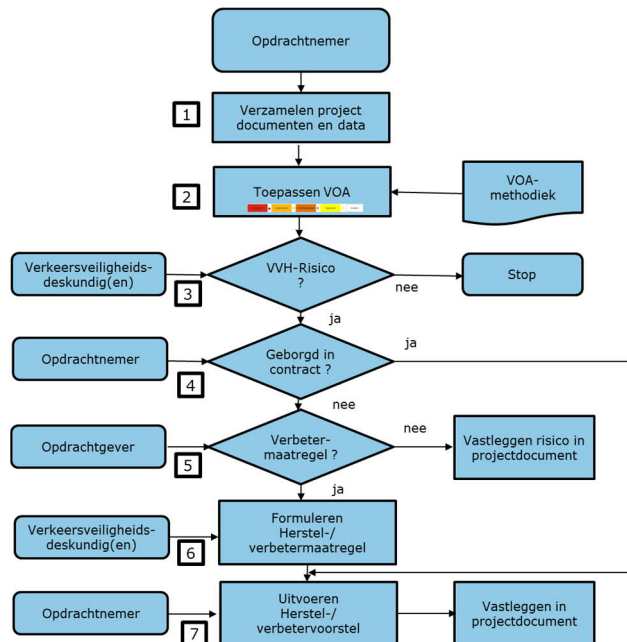 Opdrachtnemer
1
Verzamelen project
documenten en data
2
Toepassen VOA
VOA-
methodiek
Verkeersveiligheids-
deskundig(en)
3
VVH-Risico
?
nee
Stop
ja
Opdrachtnemer
4
Geborgd in
contract ?
ja
nee
Opdrachtgever
5
Verbeter-
maatregel ?
nee
Vastleggen risico in
projectdocument
ja
Verkeersveiligheids-
deskundig(en)
6
Formuleren
Herstel-/
verbetermaatregel
Opdrachtnemer
7
Uitvoeren
Herstel-/
verbetervoorstel
Vastleggen in
projectdocument